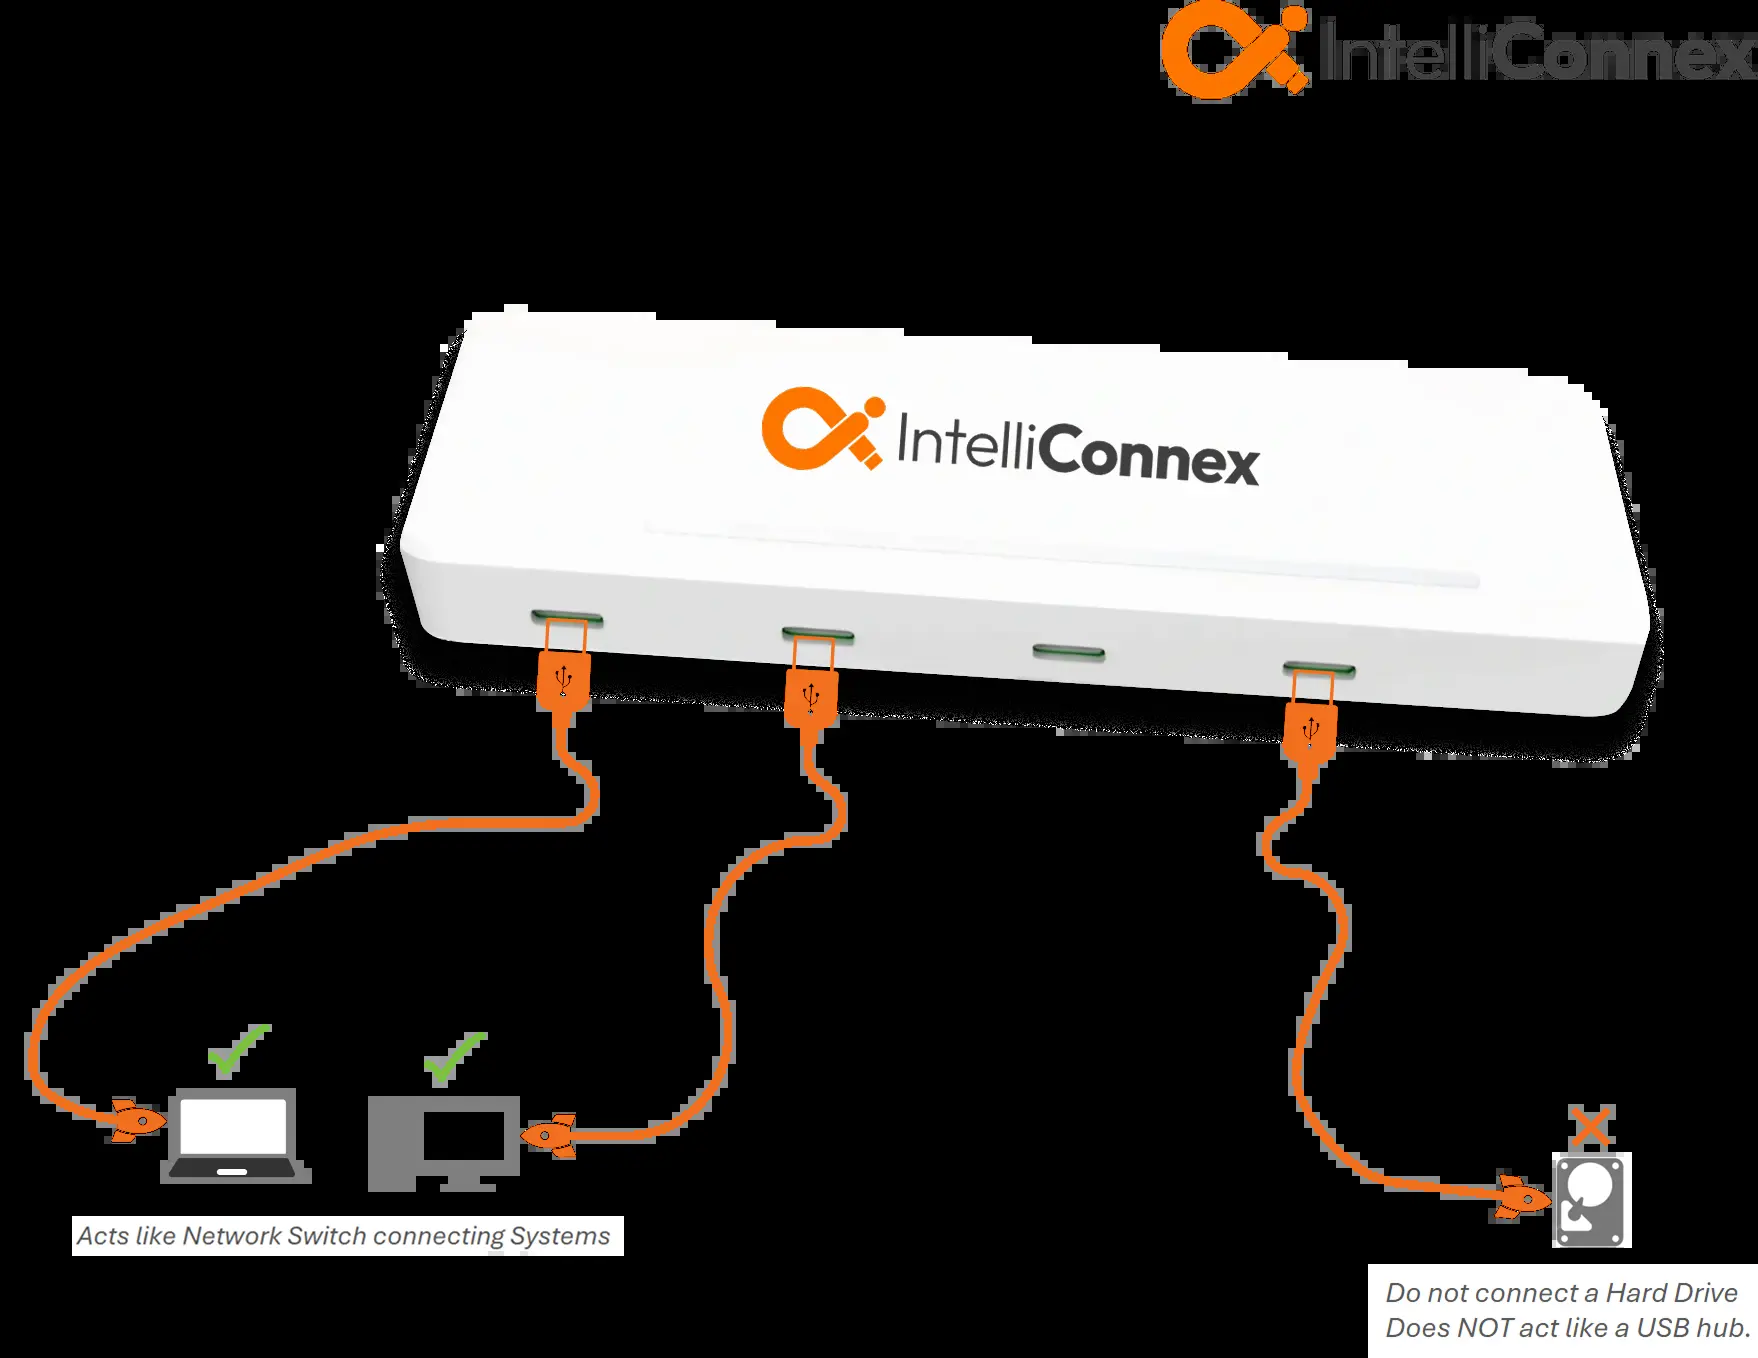 IntelliConnex
IntelliConnex
Acts like Network Switch connecting Systems
Do not connect a Hard Drive
Does NOT act like a USB hub.